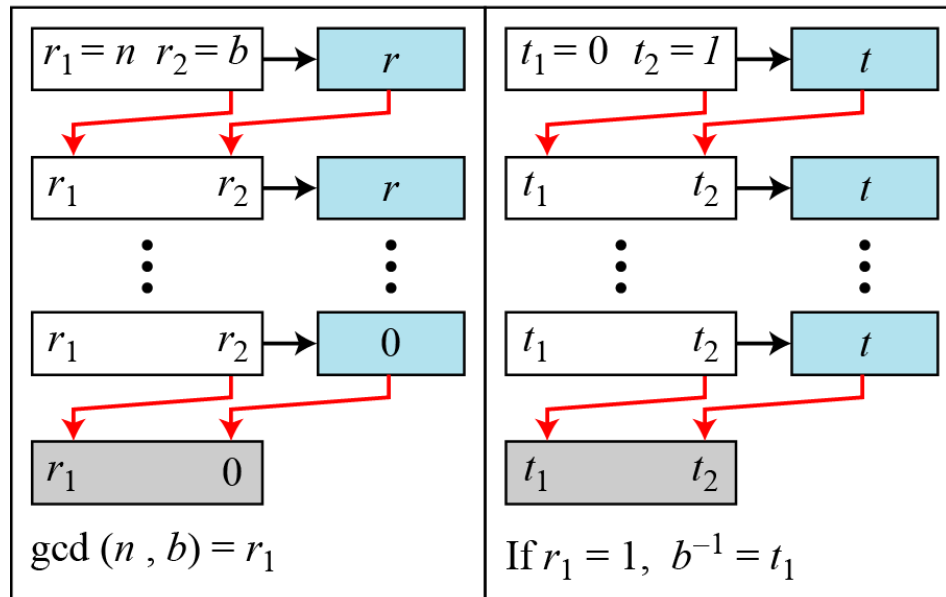 r₁ = n r₂ = b r
r₁ r₂ r
r₁ r₂ 0
r₁ 0
gcd (n , b) = r₁
t₁ = 0 t₂ = 1 t
t₁ t₂ t
t₁ t₂ t
t₁ t₂
If r₁ = 1, b⁻¹ = t₁